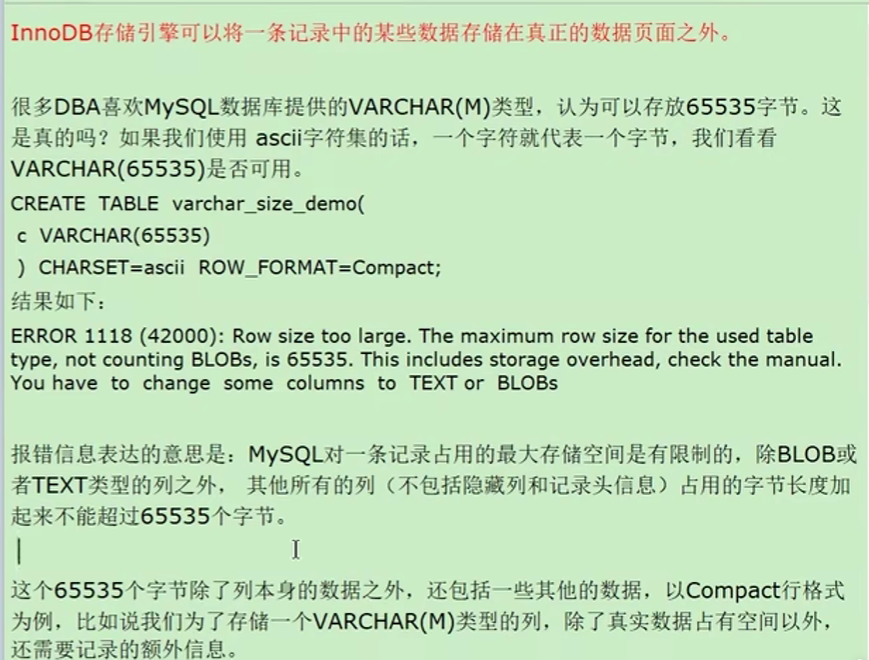 InnoDB存储引擎可以将一条记录中的某些数据存储在真正的数据页面之外。
很多DBA喜欢MySQL数据库提供的VARCHAR(M)类型，认为可以存放65535字节。这
是真的吗？如果我们使用 ascii字符集的话，一个字符就代表一个字节，我们看看
VARCHAR(65535)是否可用。
CREATE TABLE varchar_size_demo(
c VARCHAR(65535)
) CHARSET=ascii ROW_FORMAT=Compact;
结果如下：
ERROR 1118 (42000): Row size too large. The maximum row size for the used table
type, not counting BLOBs, is 65535. This includes storage overhead, check the manual.
You have to change some columns to TEXT or BLOBs
报错信息表达的意思是：MySQL对一条记录占用的最大存储空间是有限制的，除BLOB或
者TEXT类型的列之外， 其他所有的列（不包括隐藏列和记录头信息）占用的字节长度加
起来不能超过65535个字节。
这个65535个字节除了列本身的数据之外，还包括一些其他的数据，以Compact行格式
为例，比如说我们为了存储一个VARCHAR(M)类型的列，除了真实数据占有空间以外，
还需要记录的额外信息。